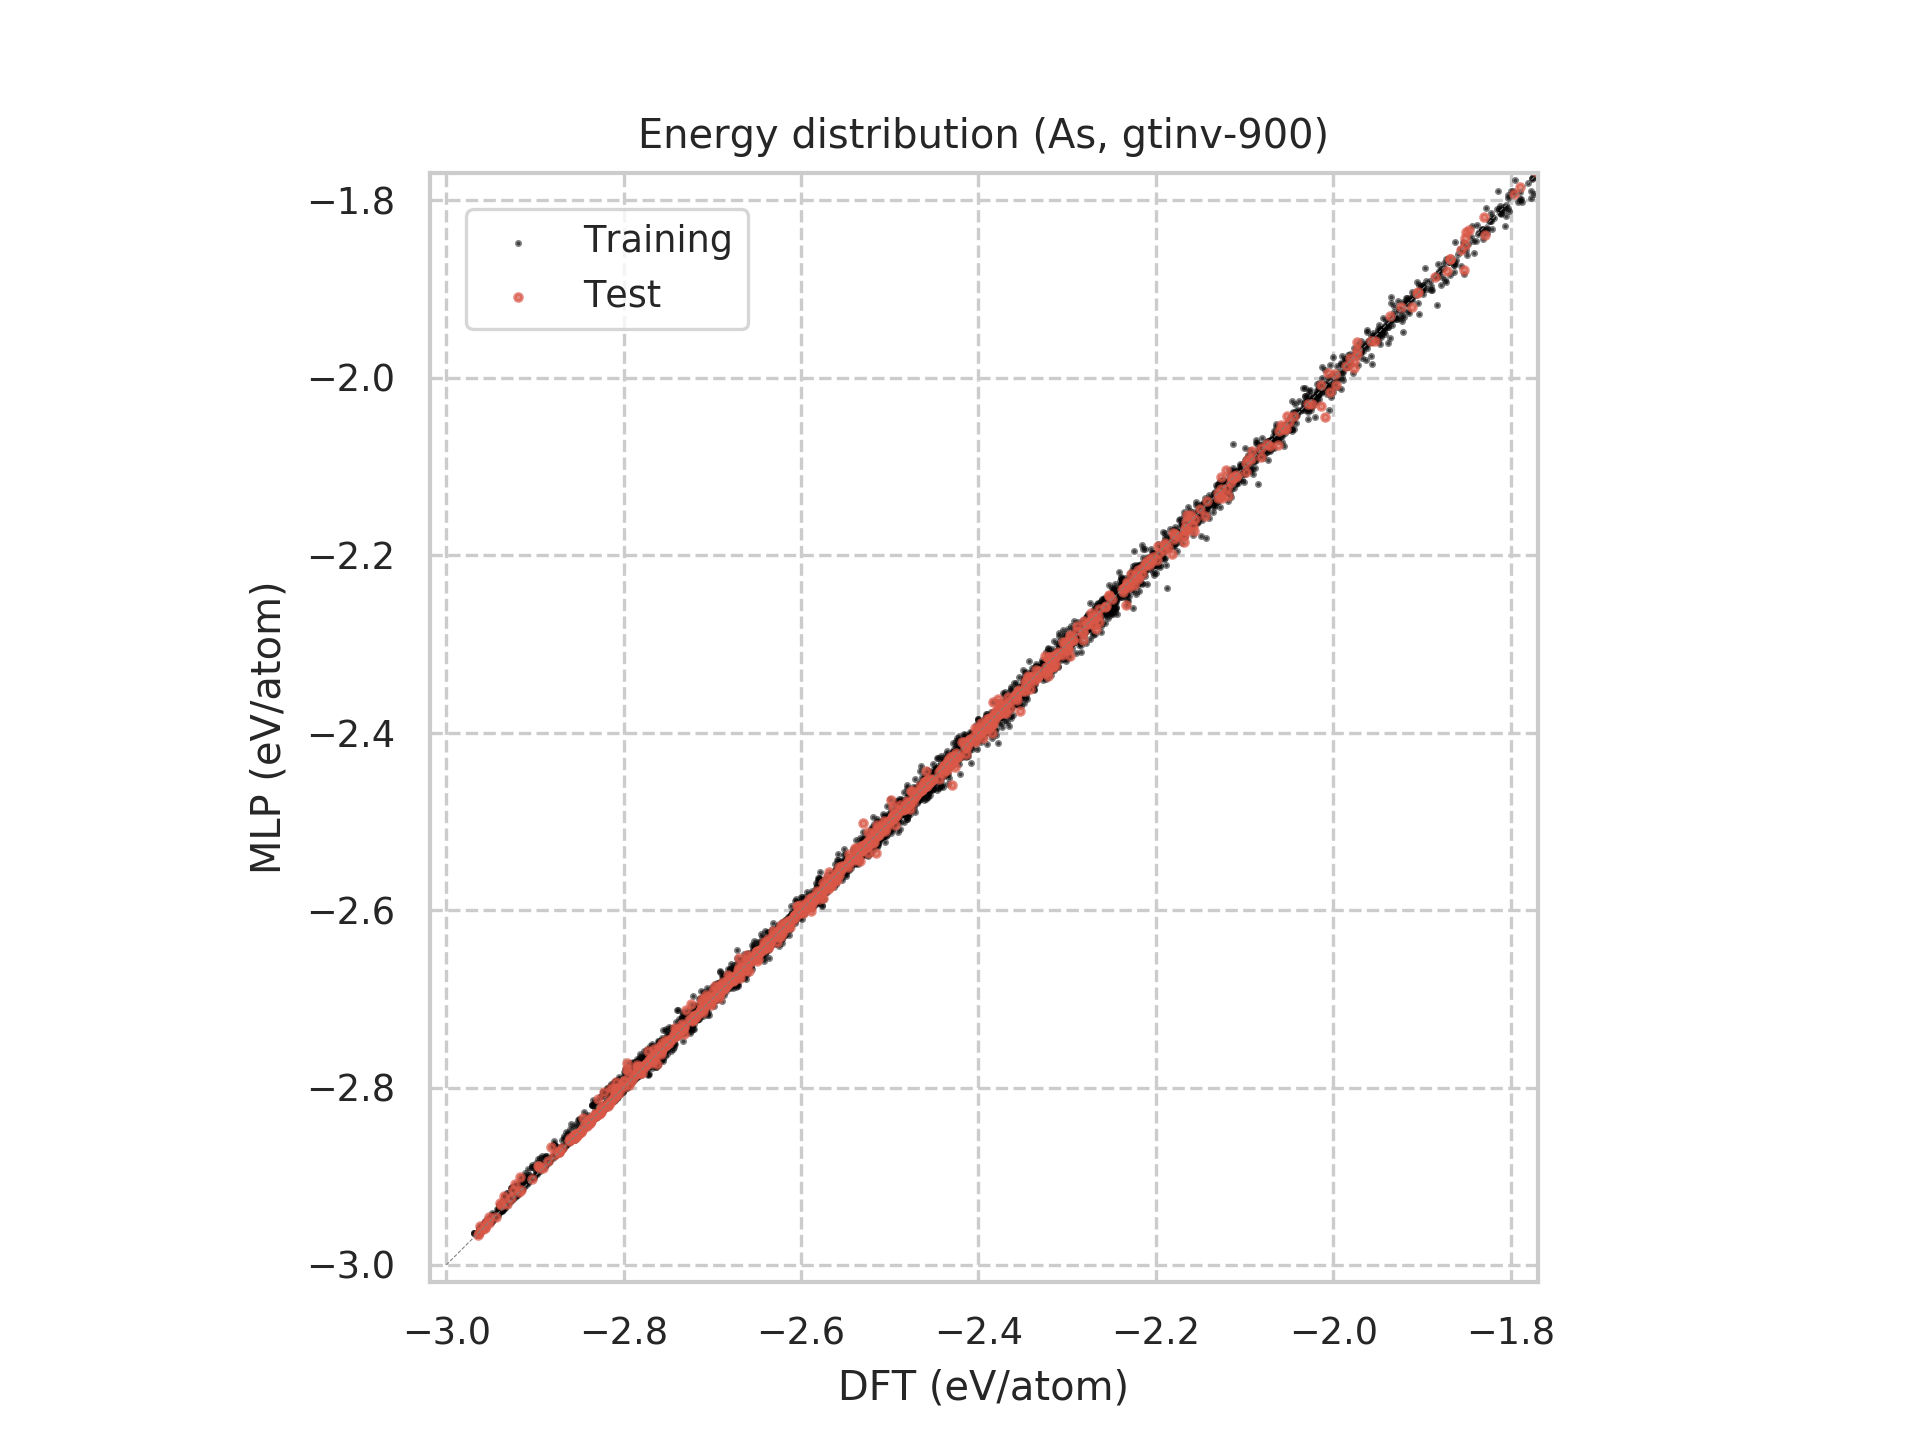 Energy distribution (As, gtinv-900)
Training
Test
MLP (eV/atom)
−1.8
−2.0
−2.2
−2.4
−2.6
−2.8
−3.0
−3.0 −2.8 −2.6 −2.4 −2.2 −2.0 −1.8
DFT (eV/atom)